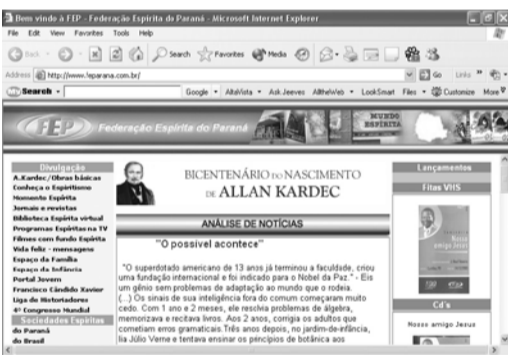 Bem vindo à FEP - Federação Espírita do Paraná - Microsoft Internet Explorer
File Edit View Favorites Tools Help
Back Search Favorites Media
Address http://www.feparana.com.br/ Go Links
Search Google AltaVista Ask Jeeves AlltheWeb LookSmart Files Customize More
FEP Federação Espírita do Paraná MUNDO
ESPÍRITA
Divulgação
A.Kardec/Obras básicas
Conheça o Espiritismo
Momento Espírita
Jornais e revistas
Biblioteca Espírita virtual
Programas Espíritas na TV
Filmes com fundo Espírita
Vida feliz - mensagens
Espaço da Família
Espaço da Infância
Portal Jovem
Francisco Cândido Xavier
Liga de Historiadores
4º Congresso Mundial
Sociedades Espíritas
do Paraná
do Brasil
BICENTENÁRIO DO NASCIMENTO
DE ALLAN KARDEC
ANÁLISE DE NOTÍCIAS
"O possível acontece"
"O superdotado americano de 13 anos já terminou a faculdade, criou
uma fundação internacional e foi indicado para o Nobel da Paz." - Eis
um gênio sem problemas de adaptação ao mundo que o rodeia.
(...) Os sinais de sua inteligência fora do comum começaram muito
cedo. Com 1 ano e 2 meses, ele resolvia problemas de álgebra,
memorizava e recitava livros. Aos 2 anos, corrigia os adultos que
cometiam erros gramaticais. Três anos depois, no jardim-de-infância,
lia Júlio Verne e tentava ensinar os princípios de botânica aos
Lançamentos
Fitas VHS
Nosso
amigo Jesus
Cd's
Nosso amigo Jesus